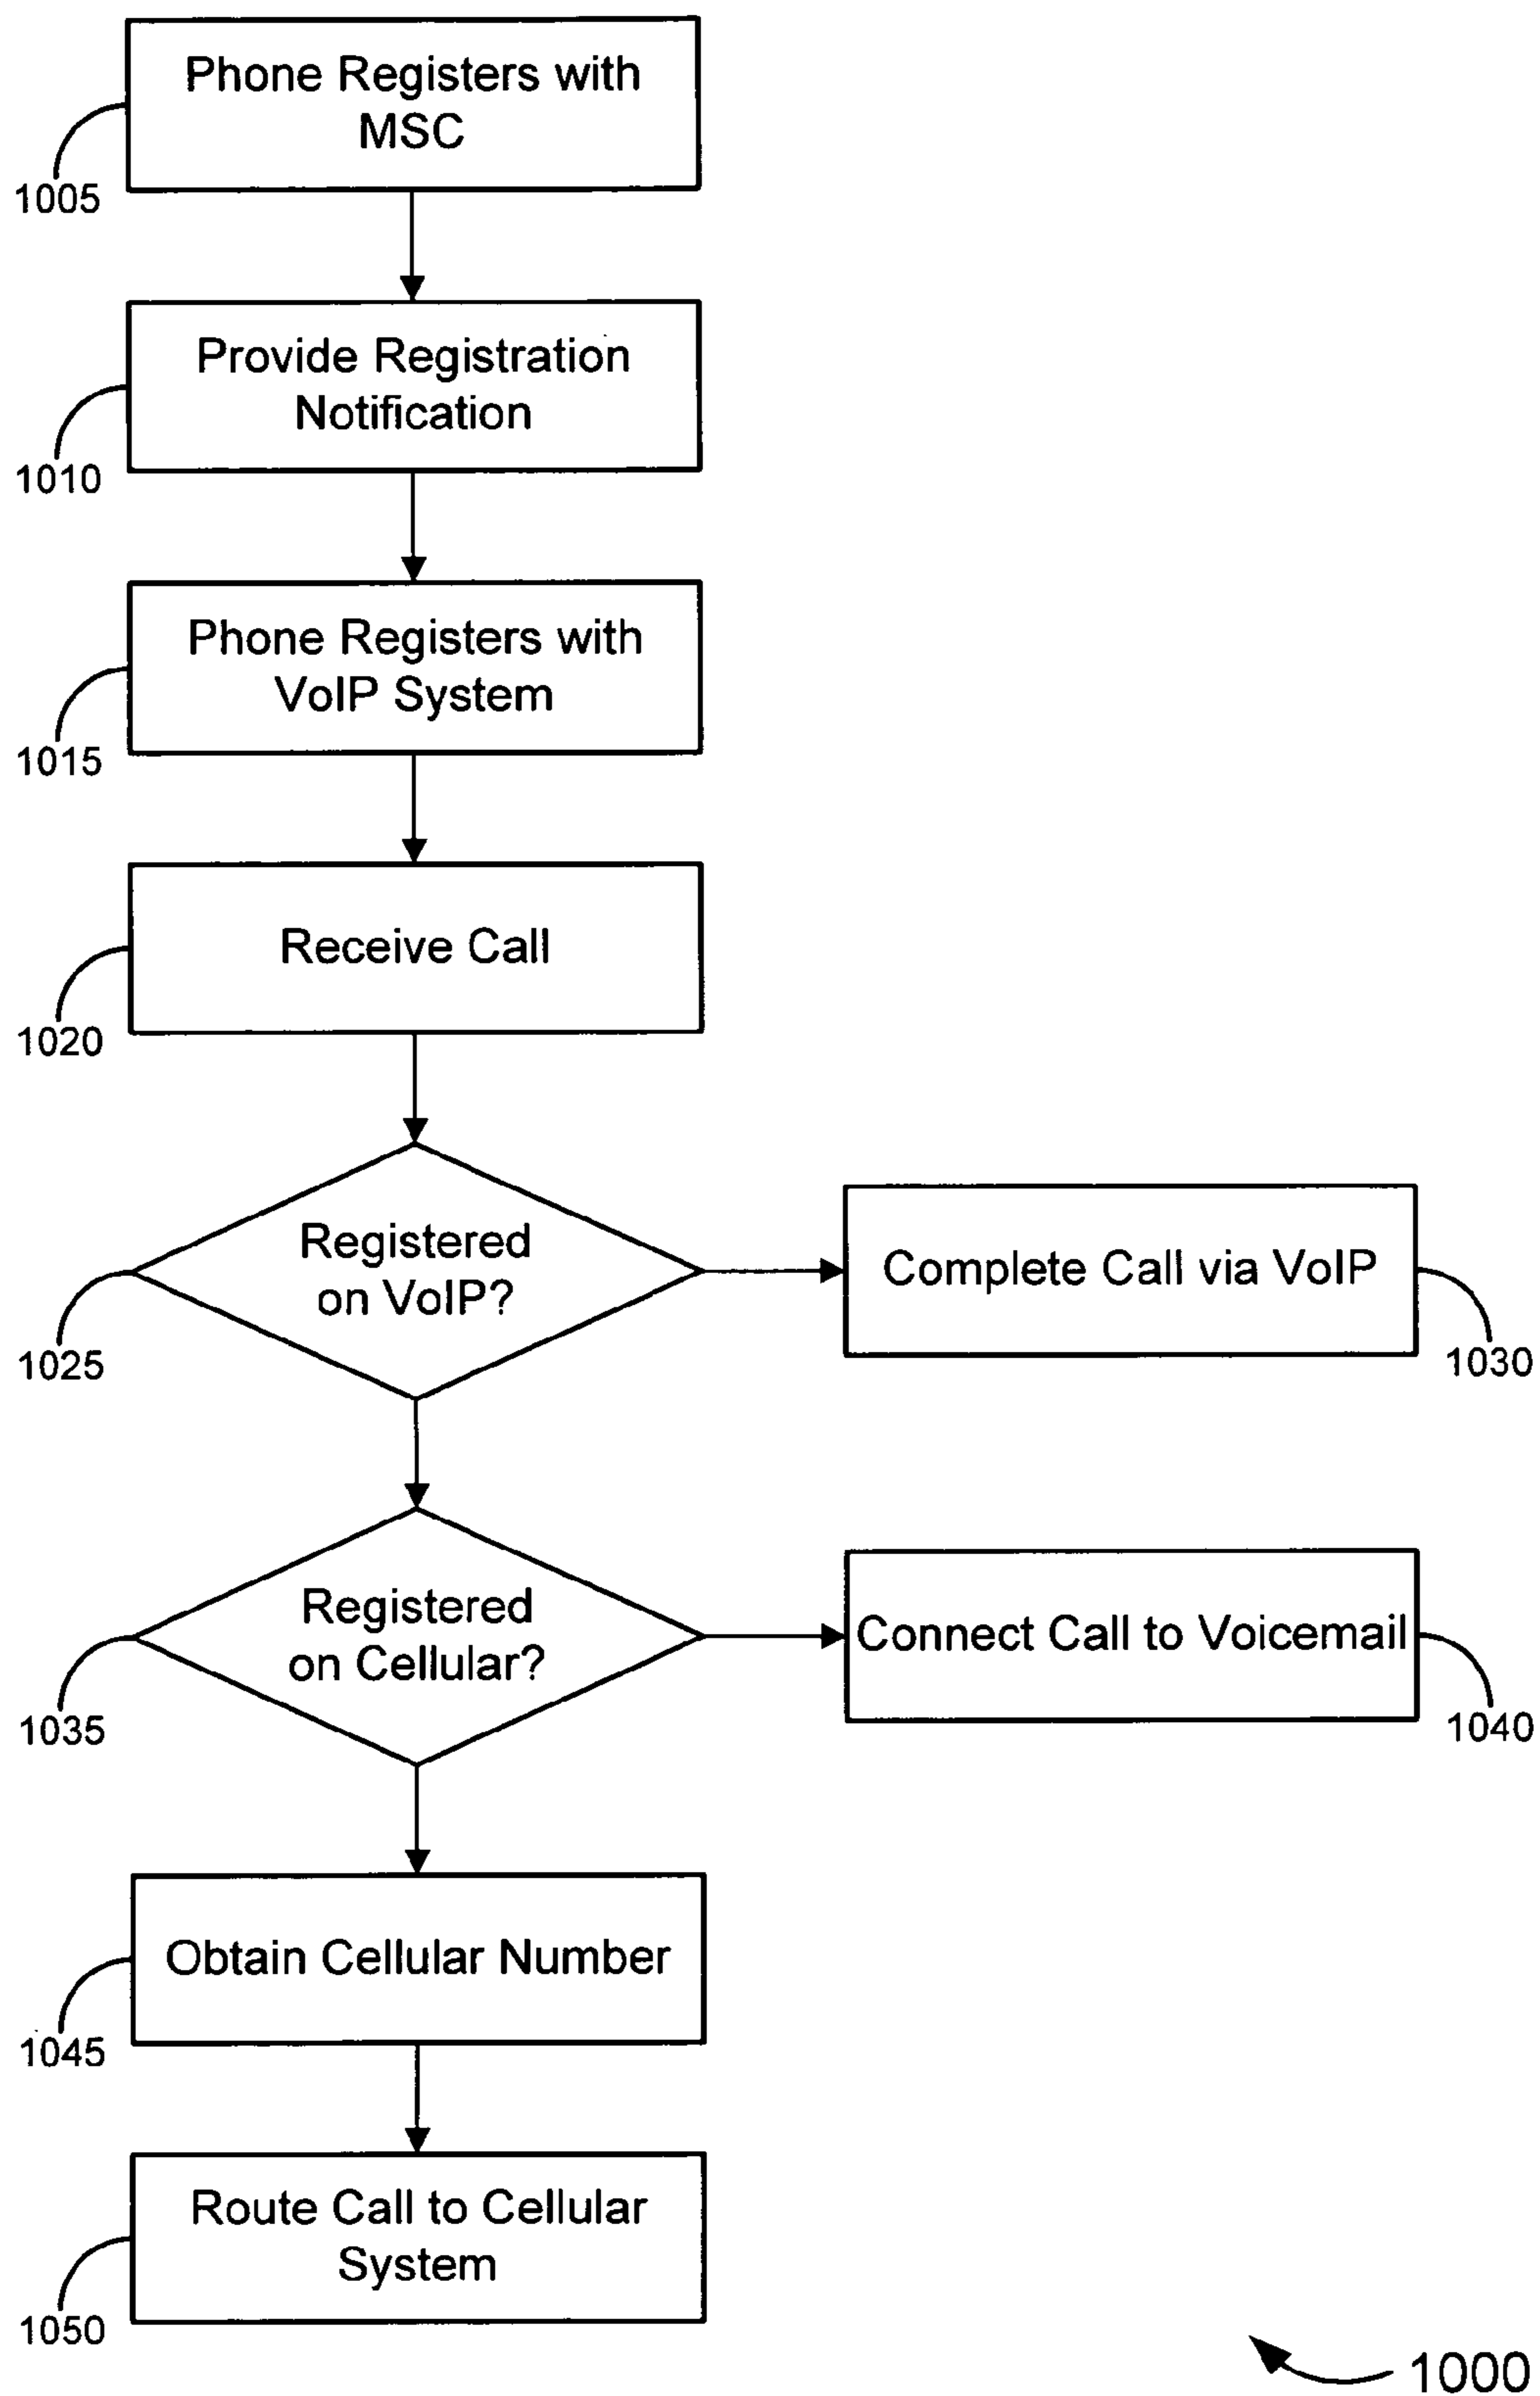 Phone Registers with
MSC
1005
Provide Registration
Notification
1010
Phone Registers with
VoIP System
1015
Receive Call
1020
Registered
on VoIP?
1025
Complete Call via VoIP
1030
Registered
on Cellular?
1035
Connect Call to Voicemail
1040
Obtain Cellular Number
1045
Route Call to Cellular
System
1050
1000